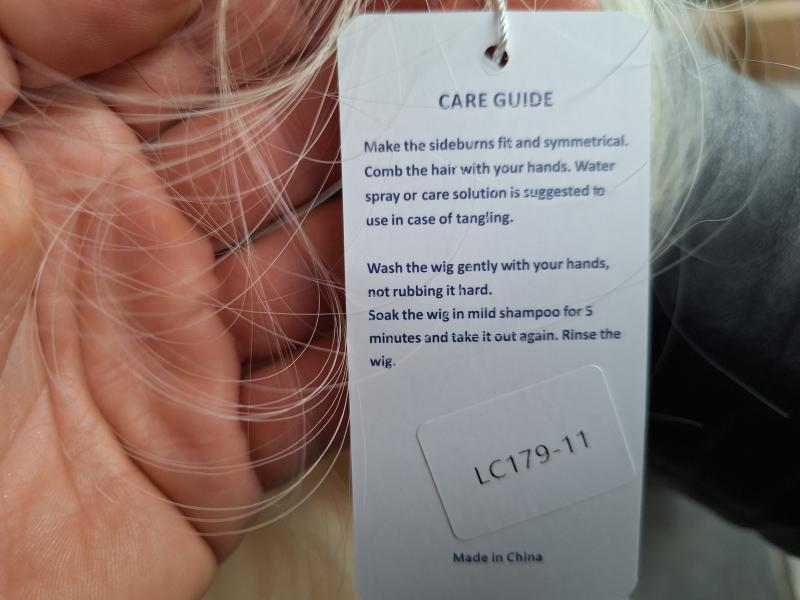 CARE GUIDE
Make the sideburns fit and symmetrical.
Comb the hair with your hands. Water
spray or care solution is suggested to
use in case of tangling.
Wash the wig gently with your hands,
not rubbing it hard.
Soak the wig in mild shampoo for 5
minutes and take it out again. Rinse the
wig.
LC179-11
Made in China